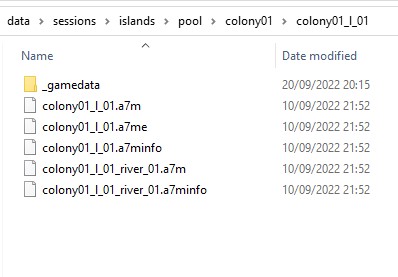 data > sessions > islands > pool > colony01 > colony01_l_01
Name Date modified
_gamedata 20/09/2022 20:15
colony01_l_01.a7m 10/09/2022 21:52
colony01_l_01.a7me 10/09/2022 21:52
colony01_l_01.a7minfo 10/09/2022 21:52
colony01_l_01_river_01.a7m 10/09/2022 21:52
colony01_l_01_river_01.a7minfo 10/09/2022 21:52